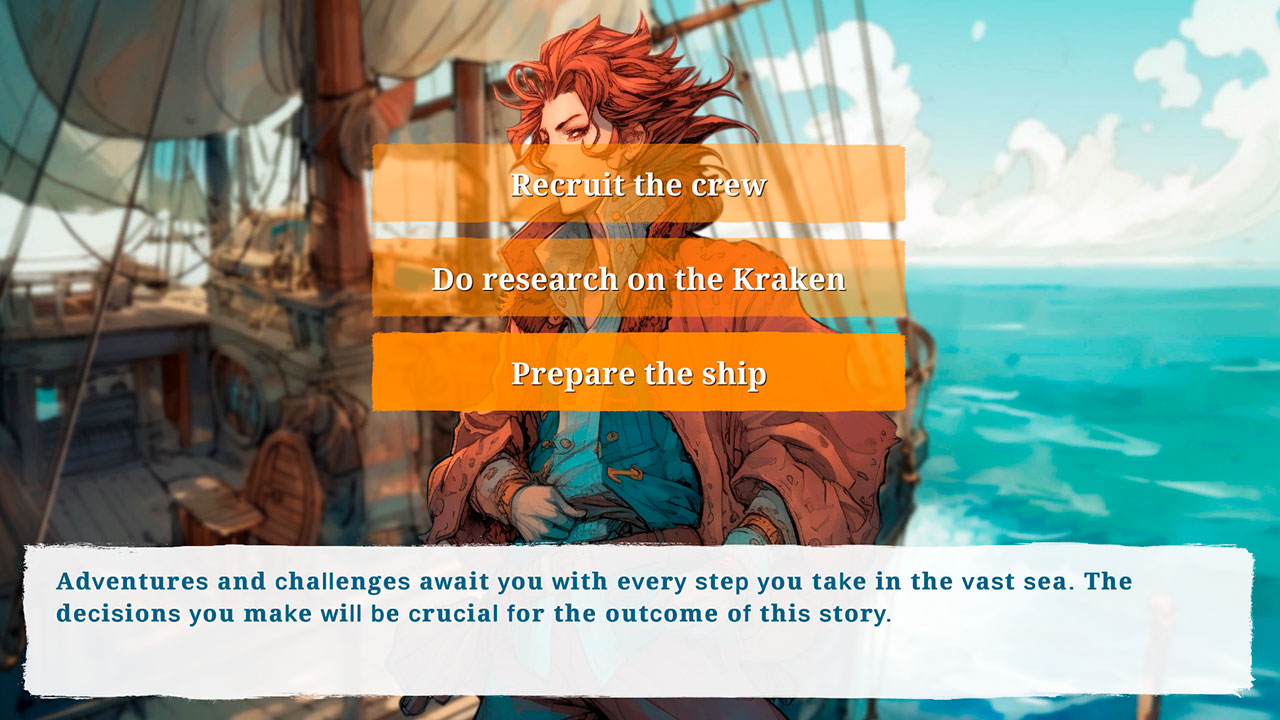 Recruit the crew
Do research on the Kraken
Prepare the ship
Adventures and challenges await you with every step you take in the vast sea. The
decisions you make will be crucial for the outcome of this story.